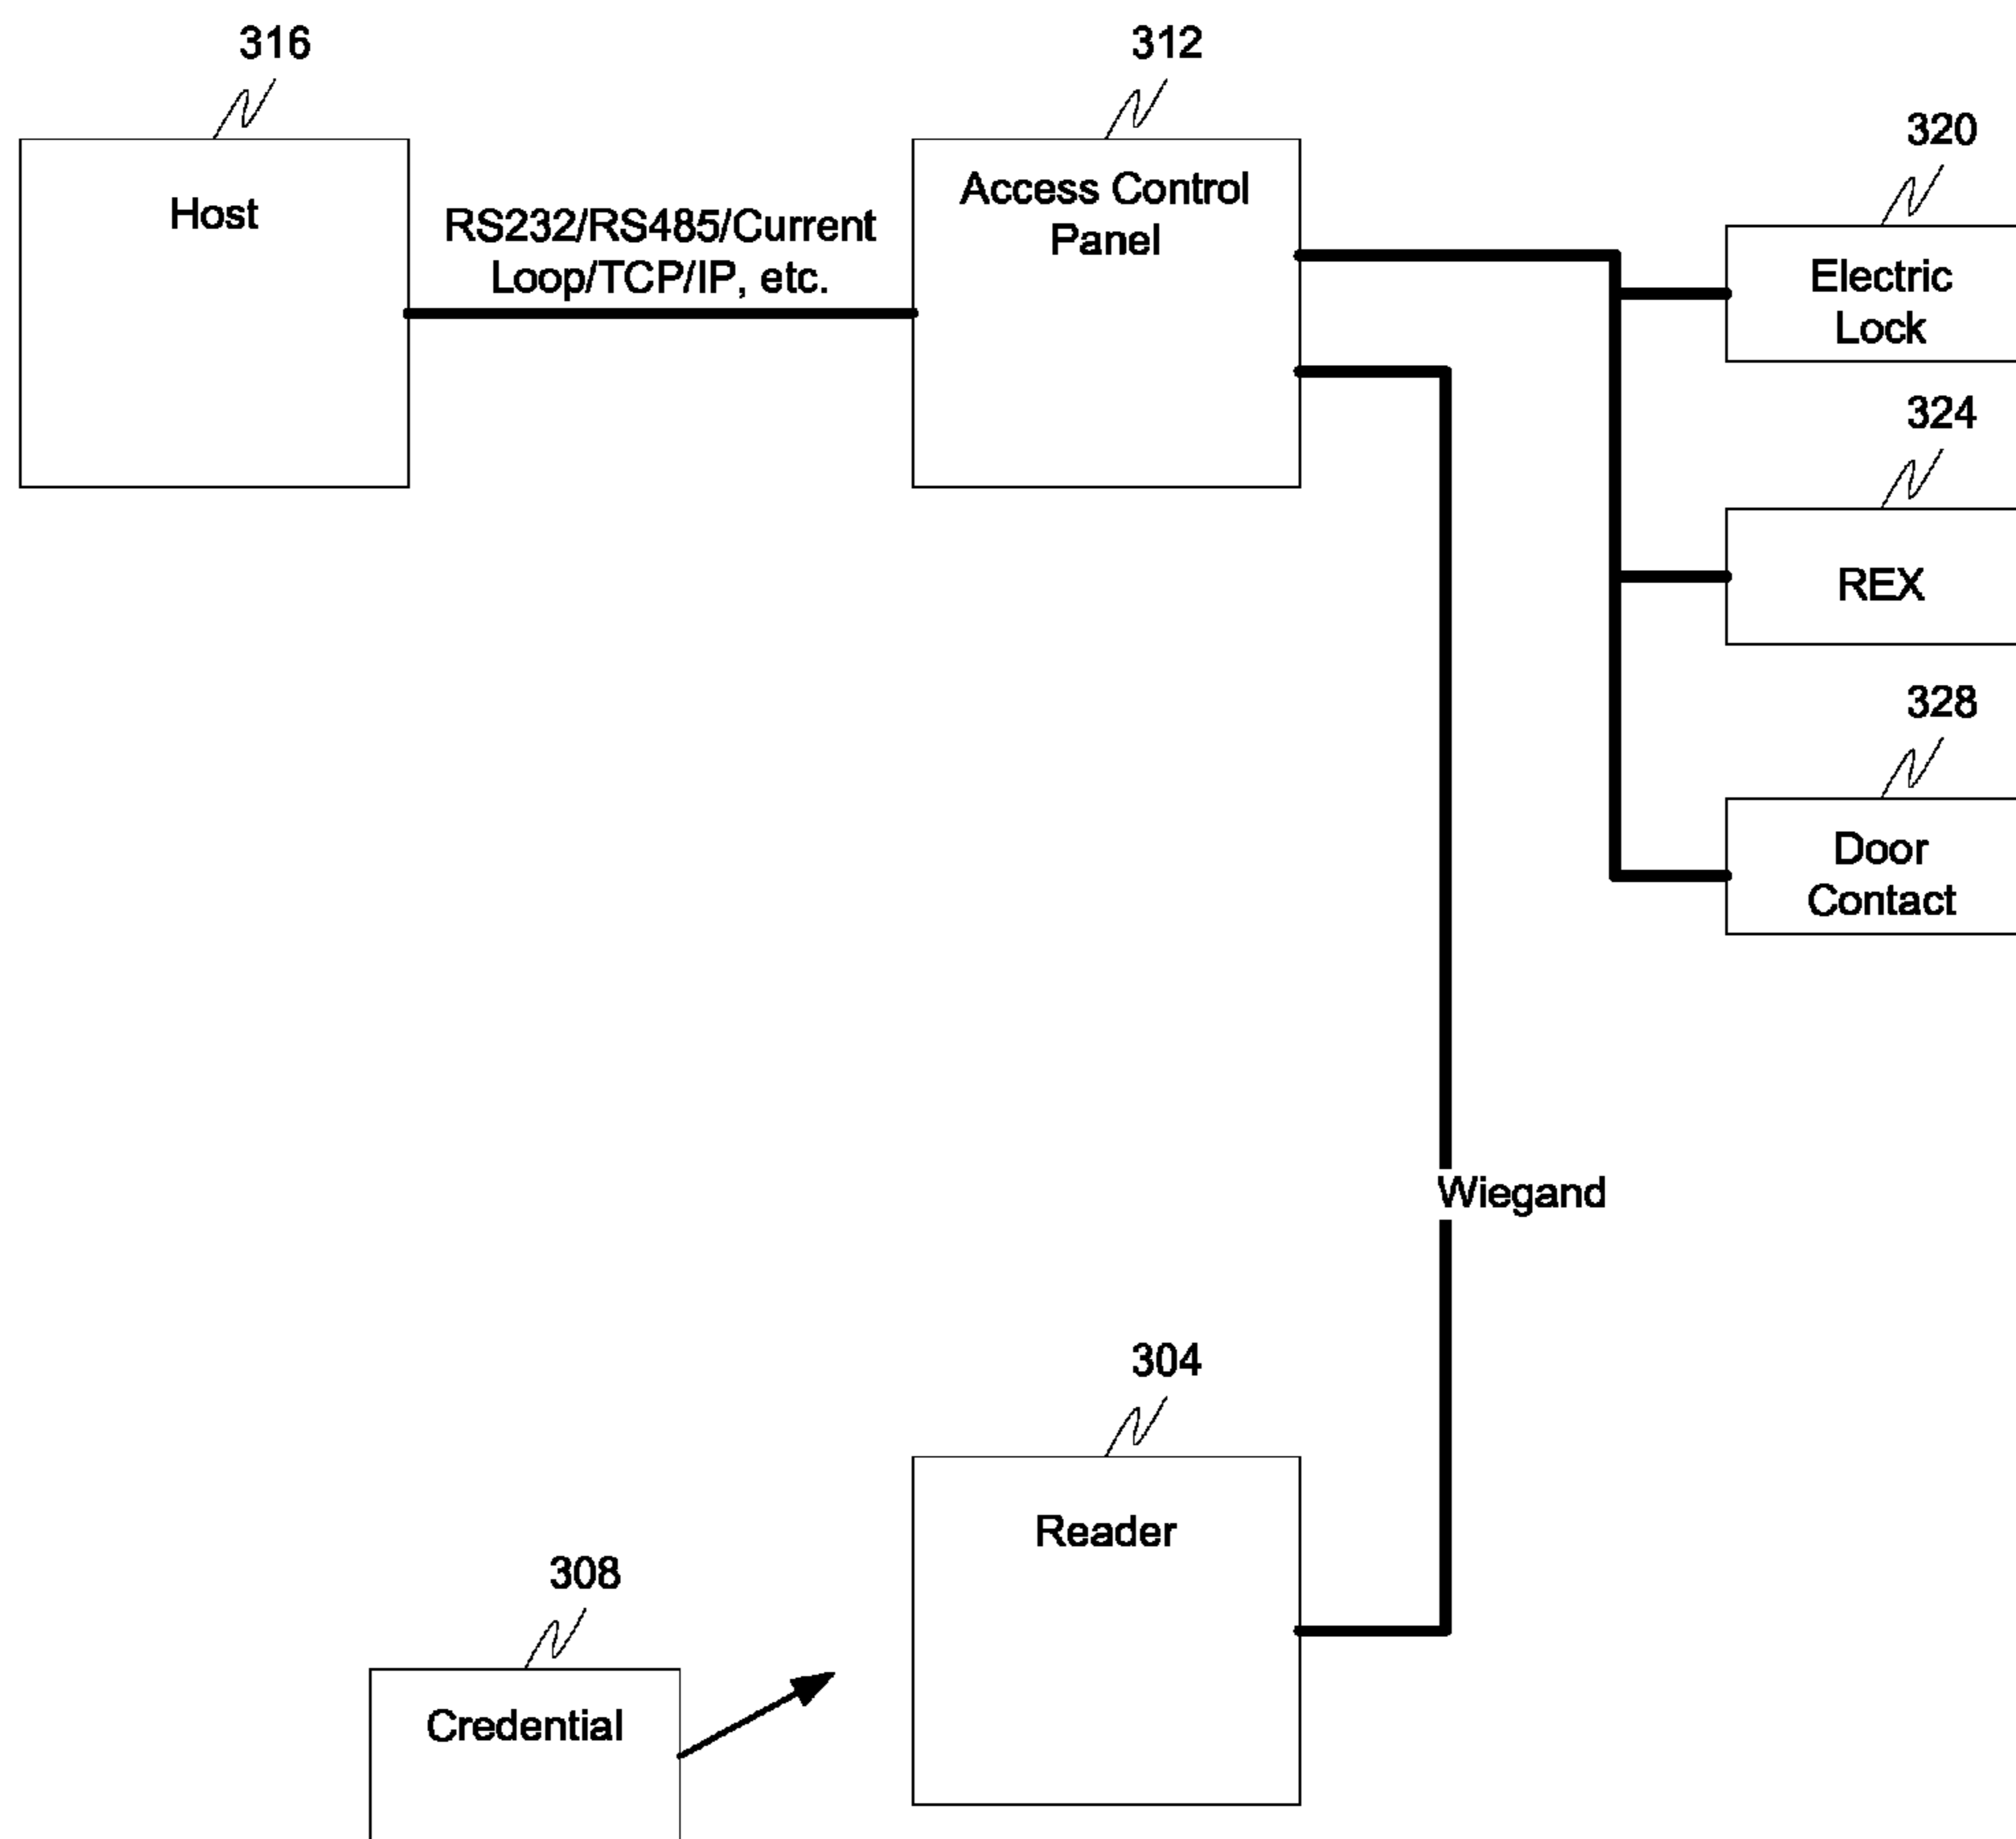 316
312
320
Host
RS232/RS485/Current
Loop/TCP/IP, etc.
Access Control
Panel
Electric
Lock
324
REX
328
Door
Contact
Wiegand
304
Reader
308
Credential